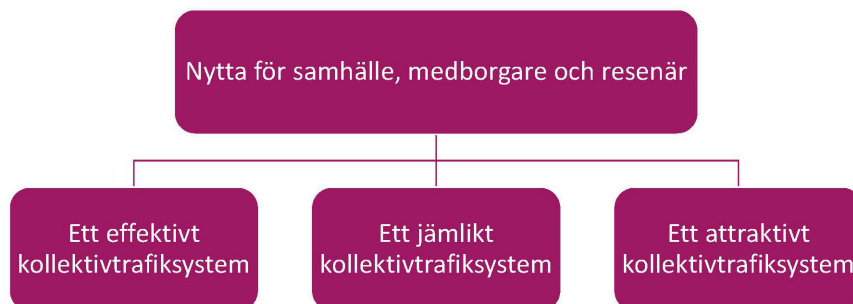 Nytta för samhälle, medborgare och resenär
Ett effektivt
kollektivtrafiksystem
Ett jämlikt
kollektivtrafiksystem
Ett attraktivt
kollektivtrafiksystem